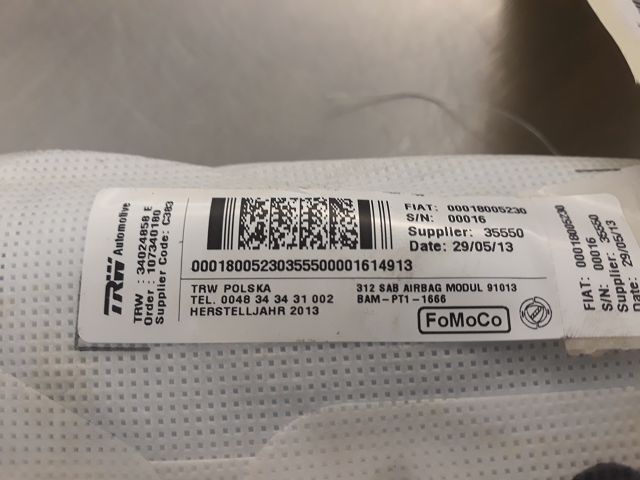 TRW Automotive
TRW : 34024858 E
Order : 107340180
Supplier Code: C383
FIAT: 00018005230
S/N: 00016
Supplier: 35550
Date: 29/05/13
00018005230355500001614913
TRW POLSKA
TEL. 0048 34 34 31 002
HERSTELLJAHR 2013
312 SAB AIRBAG MODUL 91013
BAM-PT1-1666
FoMoCo
FIAT: 00018005230
S/N: 00016
Supplier: 35550
Date: 29/05/13